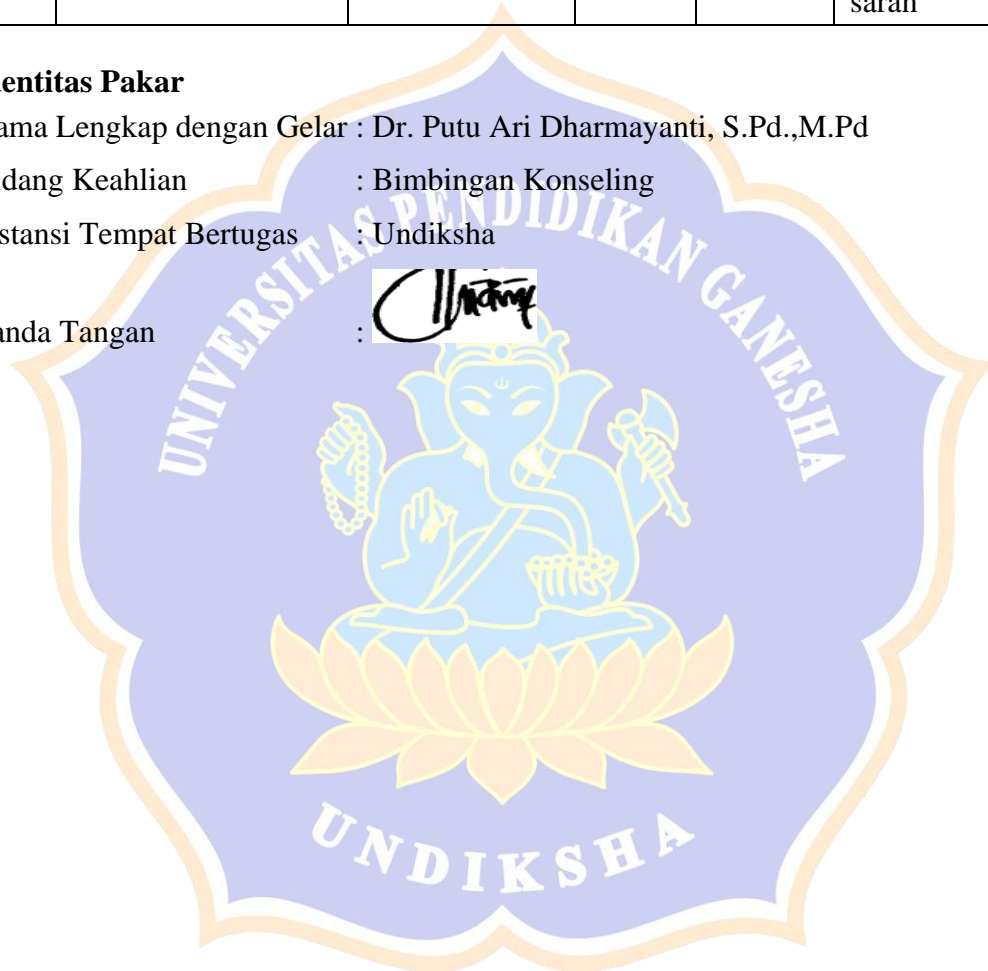 saran
entitas Pakar
ama Lengkap dengan Gelar : Dr. Putu Ari Dharmayanti, S.Pd.,M.Pd
dang Keahlian : Bimbingan Konseling
stansi Tempat Bertugas : Undiksha
anda Tangan :
UNIVERSITAS PENDIDIKAN GANESHA
UNDIKSHA